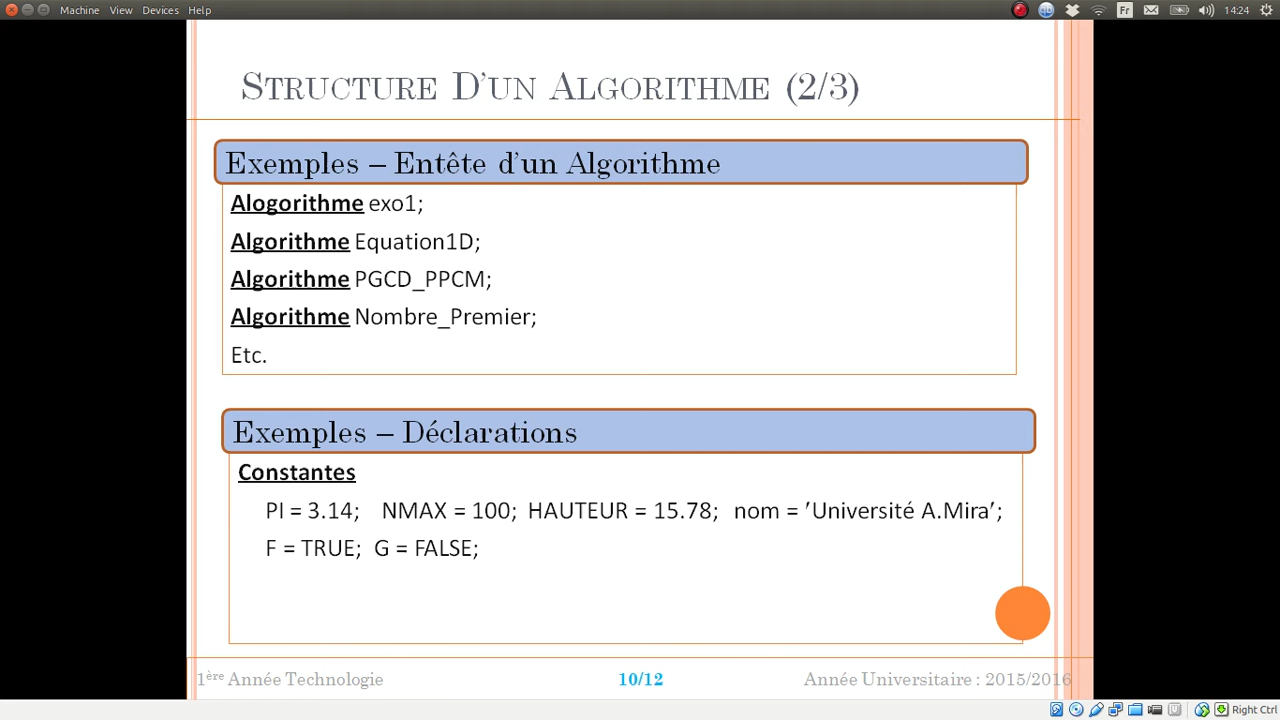 Machine View Devices Help
Fr
14:24
Structure D'un Algorithme (2/3)
Exemples – Entête d'un Algorithme
Alogorithme exo1;
Algorithme Equation1D;
Algorithme PGCD_PPCM;
Algorithme Nombre_Premier;
Etc.
Exemples – Déclarations
Constantes
PI = 3.14; NMAX = 100; HAUTEUR = 15.78; nom = 'Université A.Mira';
F = TRUE; G = FALSE;
1ère Année Technologie
10/12
Année Universitaire : 2015/2016
Right Ctrl